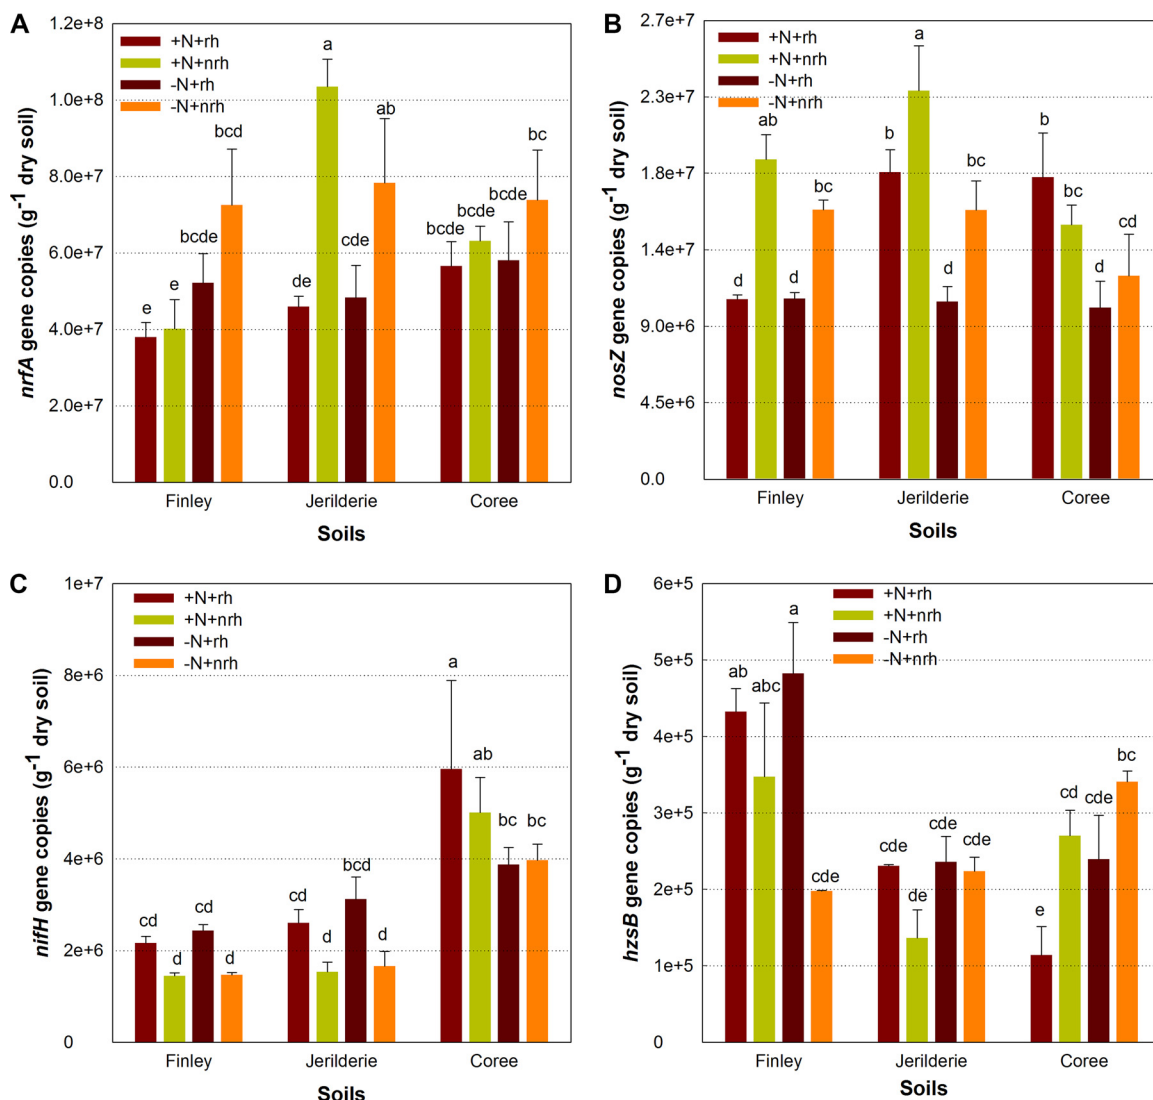 A
+N+rh
+N+nrh
-N+rh
-N+nrh
nrfA gene copies (g-1 dry soil)
1.2e+8
1.0e+8
8.0e+7
6.0e+7
4.0e+7
2.0e+7
0.0
e
e
bcde
bcd
de
a
cde
ab
bcde
bcde
bcde
bc
Finley
Jerilderie
Coree
Soils
B
+N+rh
+N+nrh
-N+rh
-N+nrh
nosZ gene copies (g-1 dry soil)
2.7e+7
2.3e+7
1.8e+7
1.4e+7
9.0e+6
4.5e+6
0.0
d
ab
d
bc
b
a
d
bc
b
bc
d
cd
Finley
Jerilderie
Coree
Soils
C
+N+rh
+N+nrh
-N+rh
-N+nrh
nifH gene copies (g-1 dry soil)
1e+7
8e+6
6e+6
4e+6
2e+6
0
cd
d
cd
d
cd
d
bcd
d
a
ab
bc
bc
Finley
Jerilderie
Coree
Soils
D
+N+rh
+N+nrh
-N+rh
-N+nrh
hzsB gene copies (g-1 dry soil)
6e+5
5e+5
4e+5
3e+5
2e+5
1e+5
0
ab
abc
a
cde
cde
de
cde
cde
e
cd
cde
bc
Finley
Jerilderie
Coree
Soils